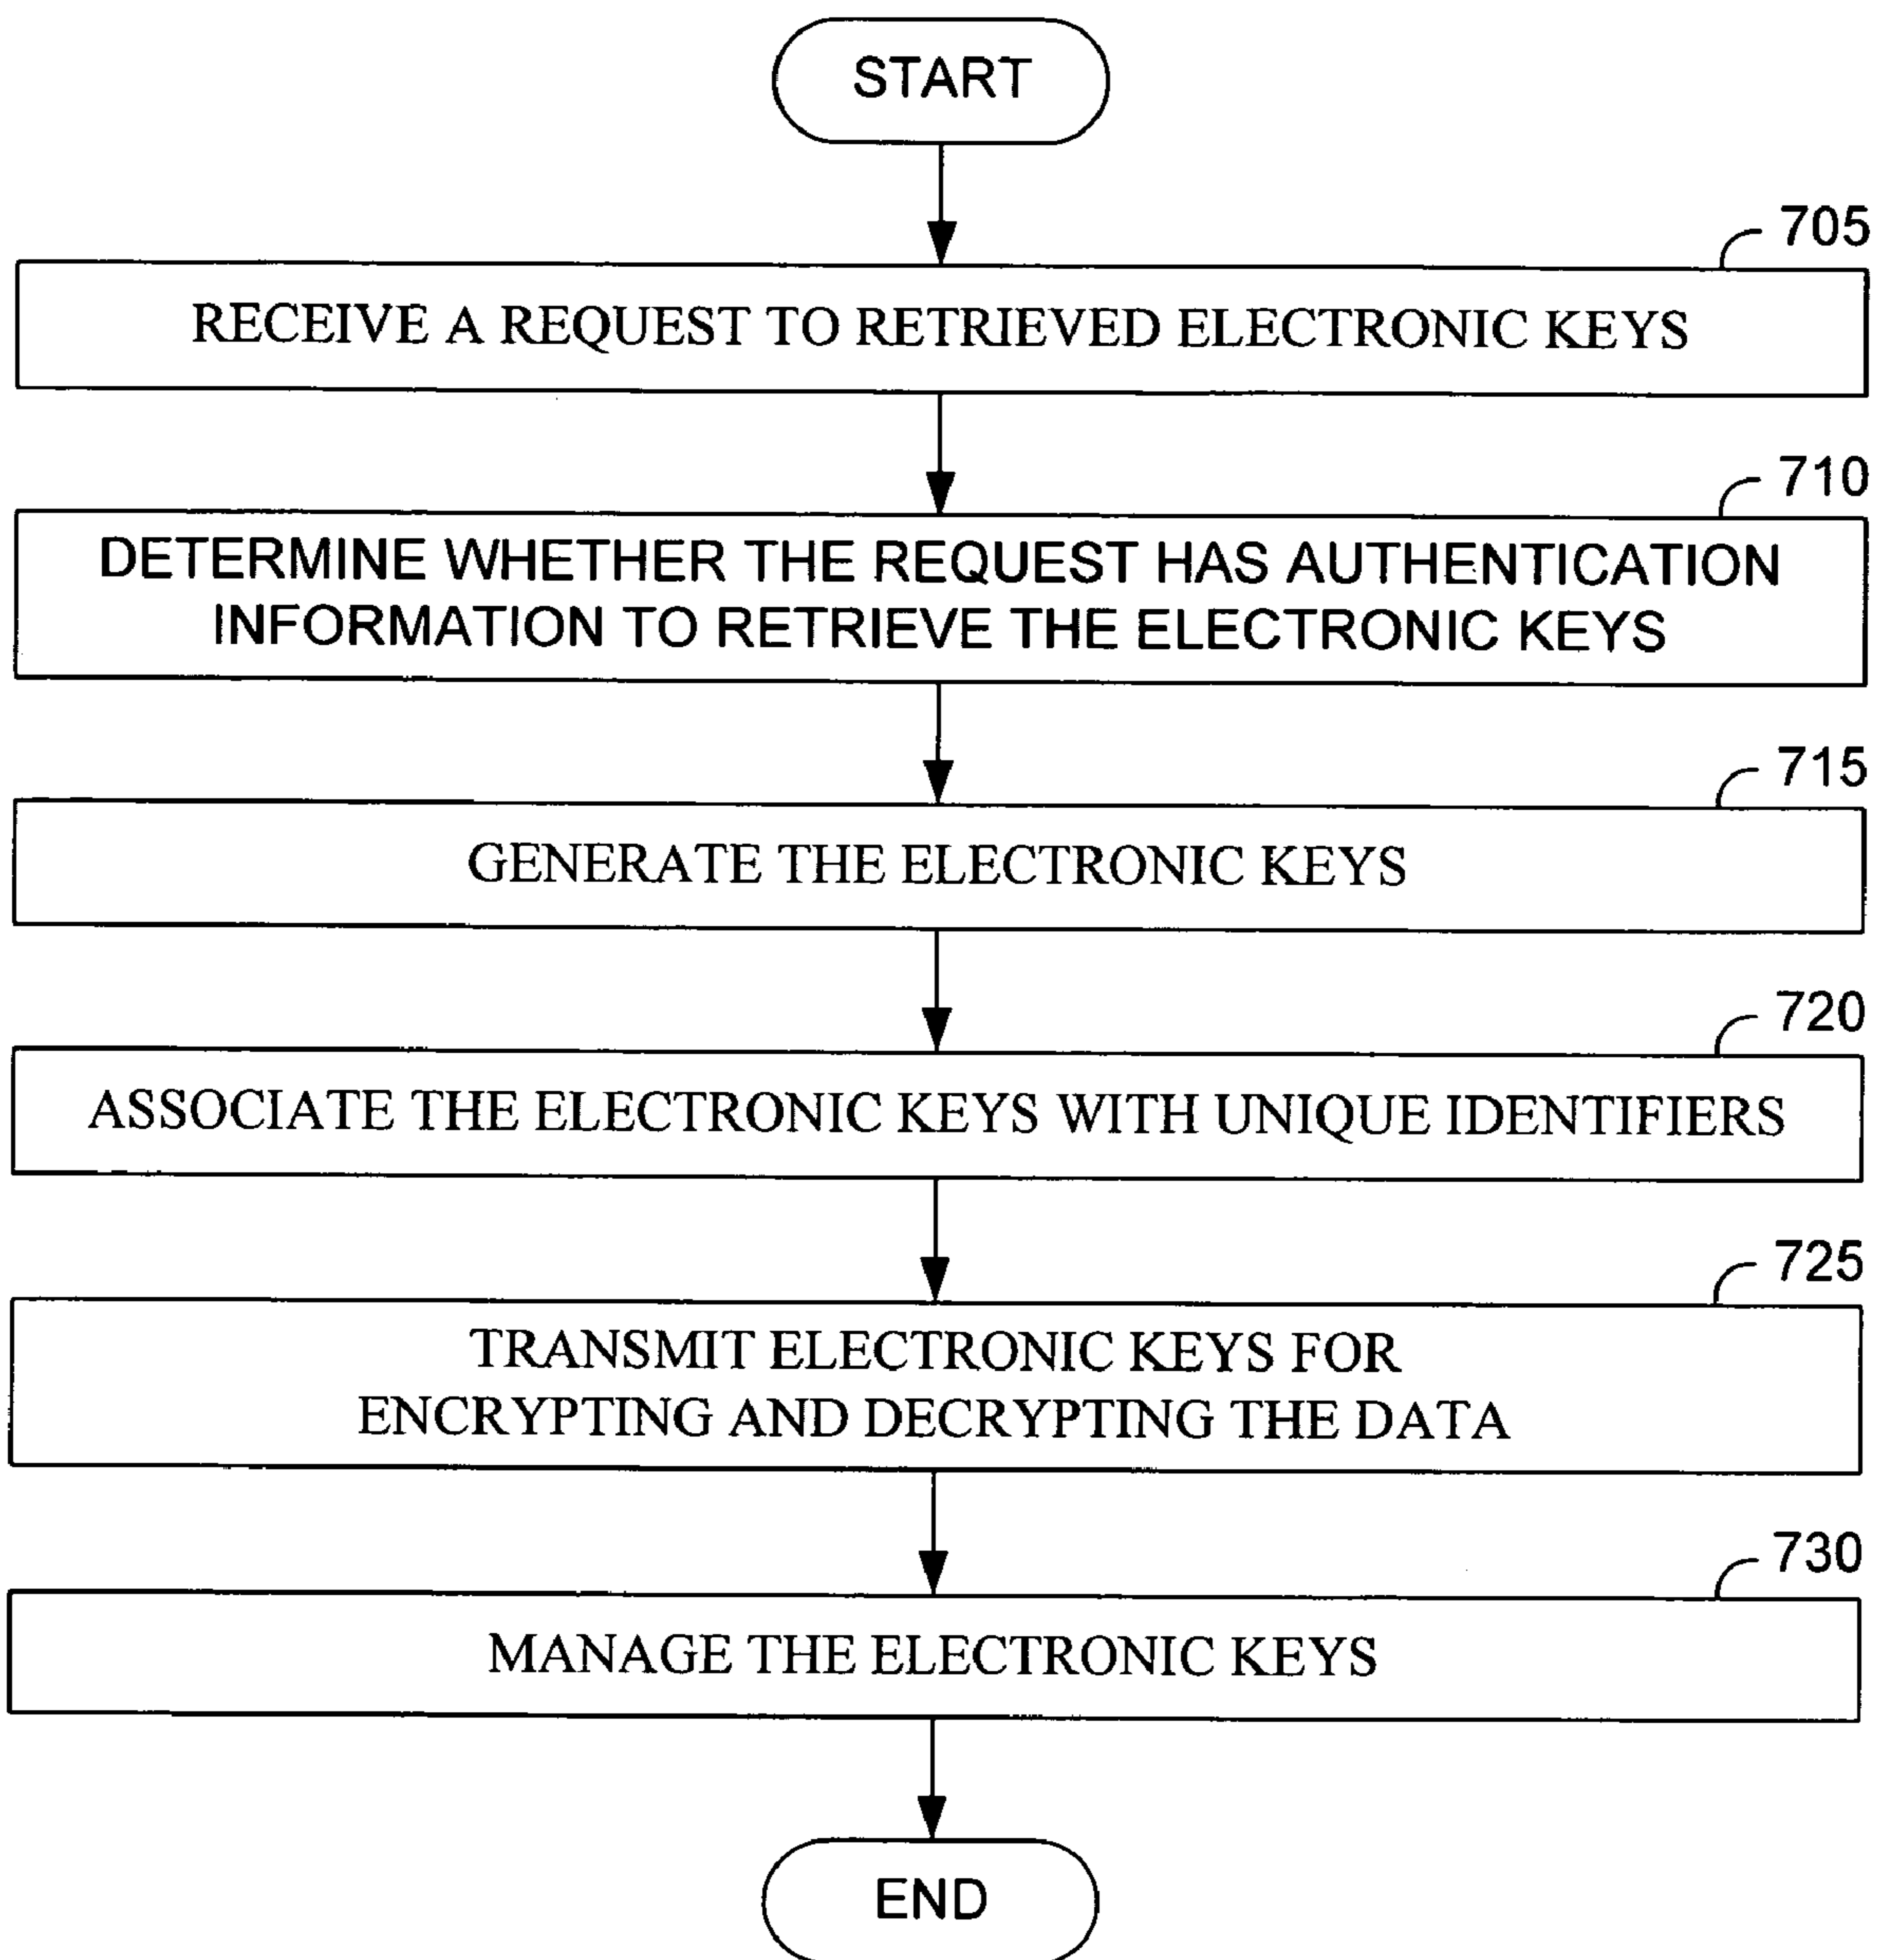 START
705
RECEIVE A REQUEST TO RETRIEVED ELECTRONIC KEYS
710
DETERMINE WHETHER THE REQUEST HAS AUTHENTICATION
INFORMATION TO RETRIEVE THE ELECTRONIC KEYS
715
GENERATE THE ELECTRONIC KEYS
720
ASSOCIATE THE ELECTRONIC KEYS WITH UNIQUE IDENTIFIERS
725
TRANSMIT ELECTRONIC KEYS FOR
ENCRYPTING AND DECRYPTING THE DATA
730
MANAGE THE ELECTRONIC KEYS
END